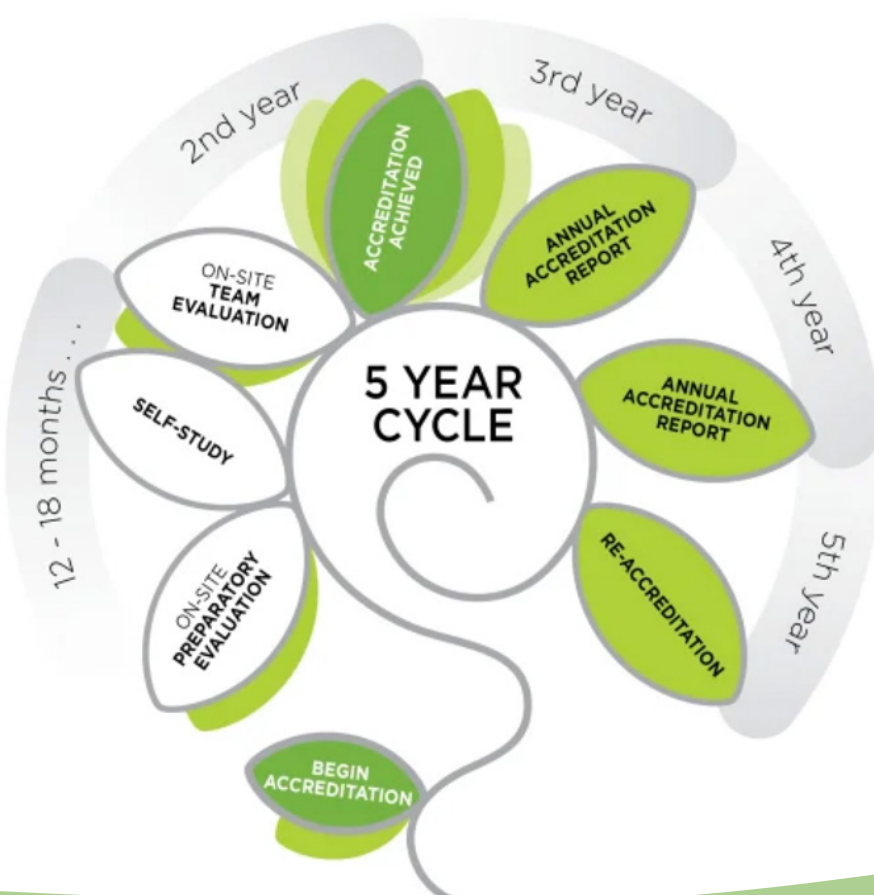 5 YEAR
CYCLE
BEGIN
ACCREDITATION
12 - 18 months . . .
ON-SITE
PREPARATORY
EVALUATION
SELF-STUDY
2nd year
ON-SITE
TEAM
EVALUATION
ACCREDITATION
ACHIEVED
3rd year
ANNUAL
ACCREDITATION
REPORT
4th year
ANNUAL
ACCREDITATION
REPORT
5th year
RE-ACCREDITATION